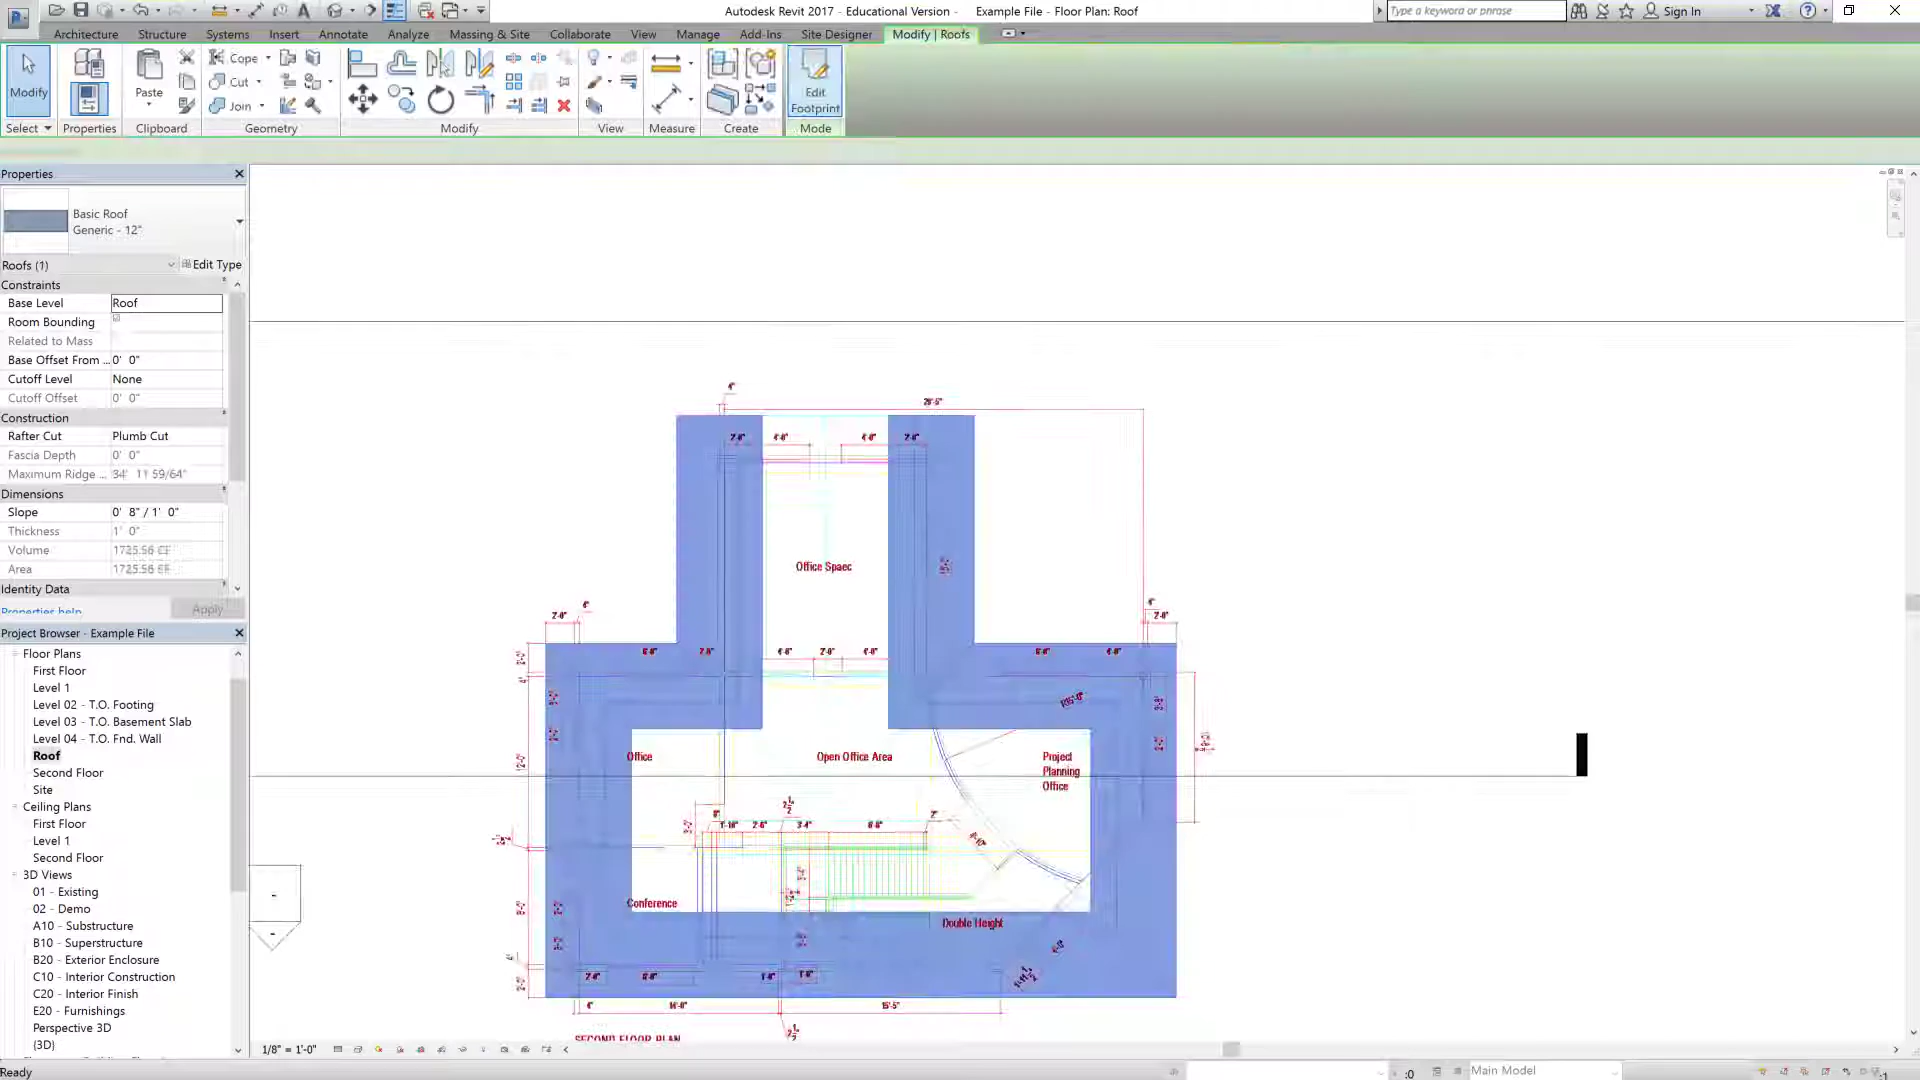 Autodesk Revit 2017 - Educational Version - Example File - Floor Plan: Roof
Type a keyword or phrase
Sign In
Architecture Structure Systems Insert Annotate Analyze Massing & Site Collaborate View Manage Add-Ins Site Designer Modify | Roofs
Modify
Paste
Cope
Cut
Join
Edit
Footprint
Select Properties Clipboard Geometry Modify View Measure Create Mode
Properties
Basic Roof
Generic - 12"
Roofs (1) Edit Type
Constraints
Base Level Roof
Room Bounding
Related to Mass
Base Offset From ... 0' 0"
Cutoff Level None
Cutoff Offset 0' 0"
Construction
Rafter Cut Plumb Cut
Fascia Depth 0' 0"
Maximum Ridge ... 34' 11 59/64"
Dimensions
Slope 0' 8" / 1' 0"
Thickness 1' 0"
Volume 1725.56 CF
Area 1725.56 SF
Identity Data
Properties help Apply
Project Browser - Example File
Floor Plans
First Floor
Level 1
Level 02 - T.O. Footing
Level 03 - T.O. Basement Slab
Level 04 - T.O. Fnd. Wall
Roof
Second Floor
Site
Ceiling Plans
First Floor
Level 1
Second Floor
3D Views
01 - Existing
02 - Demo
A10 - Substructure
B10 - Superstructure
B20 - Exterior Enclosure
C10 - Interior Construction
C20 - Interior Finish
E20 - Furnishings
Perspective 3D
{3D}
Office Spaec
Office
Open Office Area
Project
Planning
Office
Conference
Double Height
SECOND FLOOR PLAN
1/8" = 1'-0"
Ready
:0
Main Model
:1